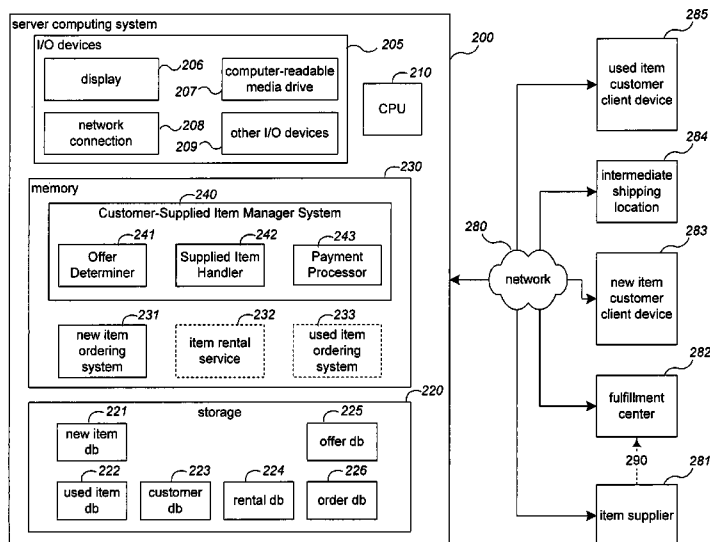 server computing system
I/O devices
205
display
206
computer-readable
media drive
207
network
connection
208
other I/O devices
209
210
CPU
200
230
memory
240
Customer-Supplied Item Manager System
241
Offer
Determiner
242
Supplied Item
Handler
243
Payment
Processor
231
new item
ordering system
232
item rental
service
233
used item
ordering system
220
storage
221
new item
db
225
offer db
222
used item
db
223
customer
db
224
rental db
226
order db
280
network
285
used item
customer
client device
284
intermediate
shipping
location
283
new item
customer
client device
282
fulfillment
center
290
281
item supplier